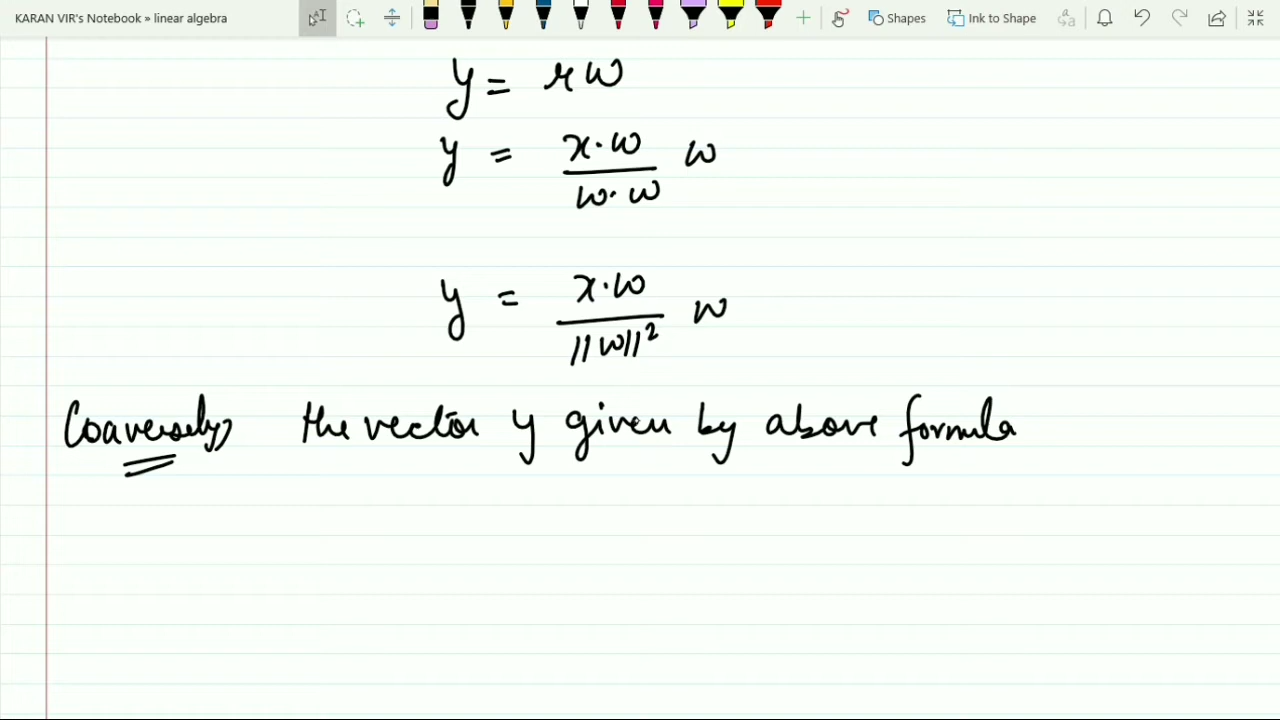 KARAN VIR's Notebook » linear algebra
Shapes
Ink to Shape
y = rw
y = x·w / w·w w
y = x·w / ||w||² w
Conversely, the vector y given by above formula